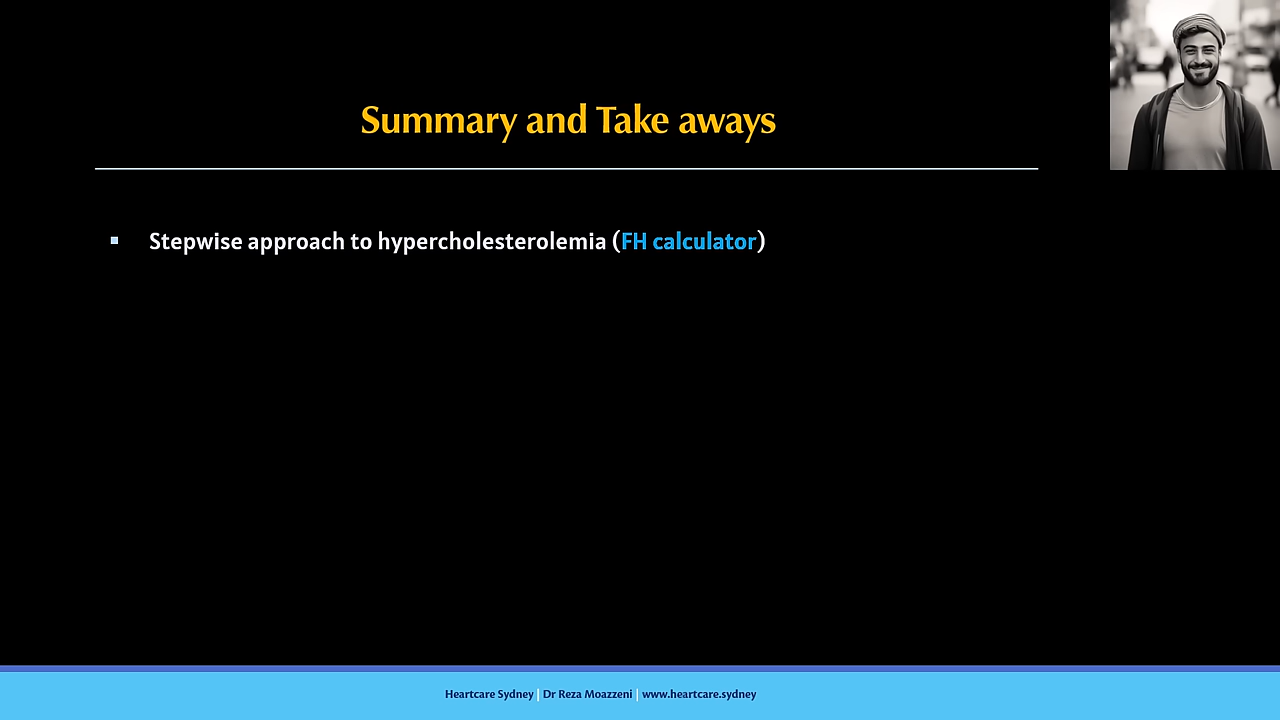 Summary and Take aways
Stepwise approach to hypercholesterolemia (FH calculator)
Heartcare Sydney | Dr Reza Moazzeni | www.heartcare.sydney